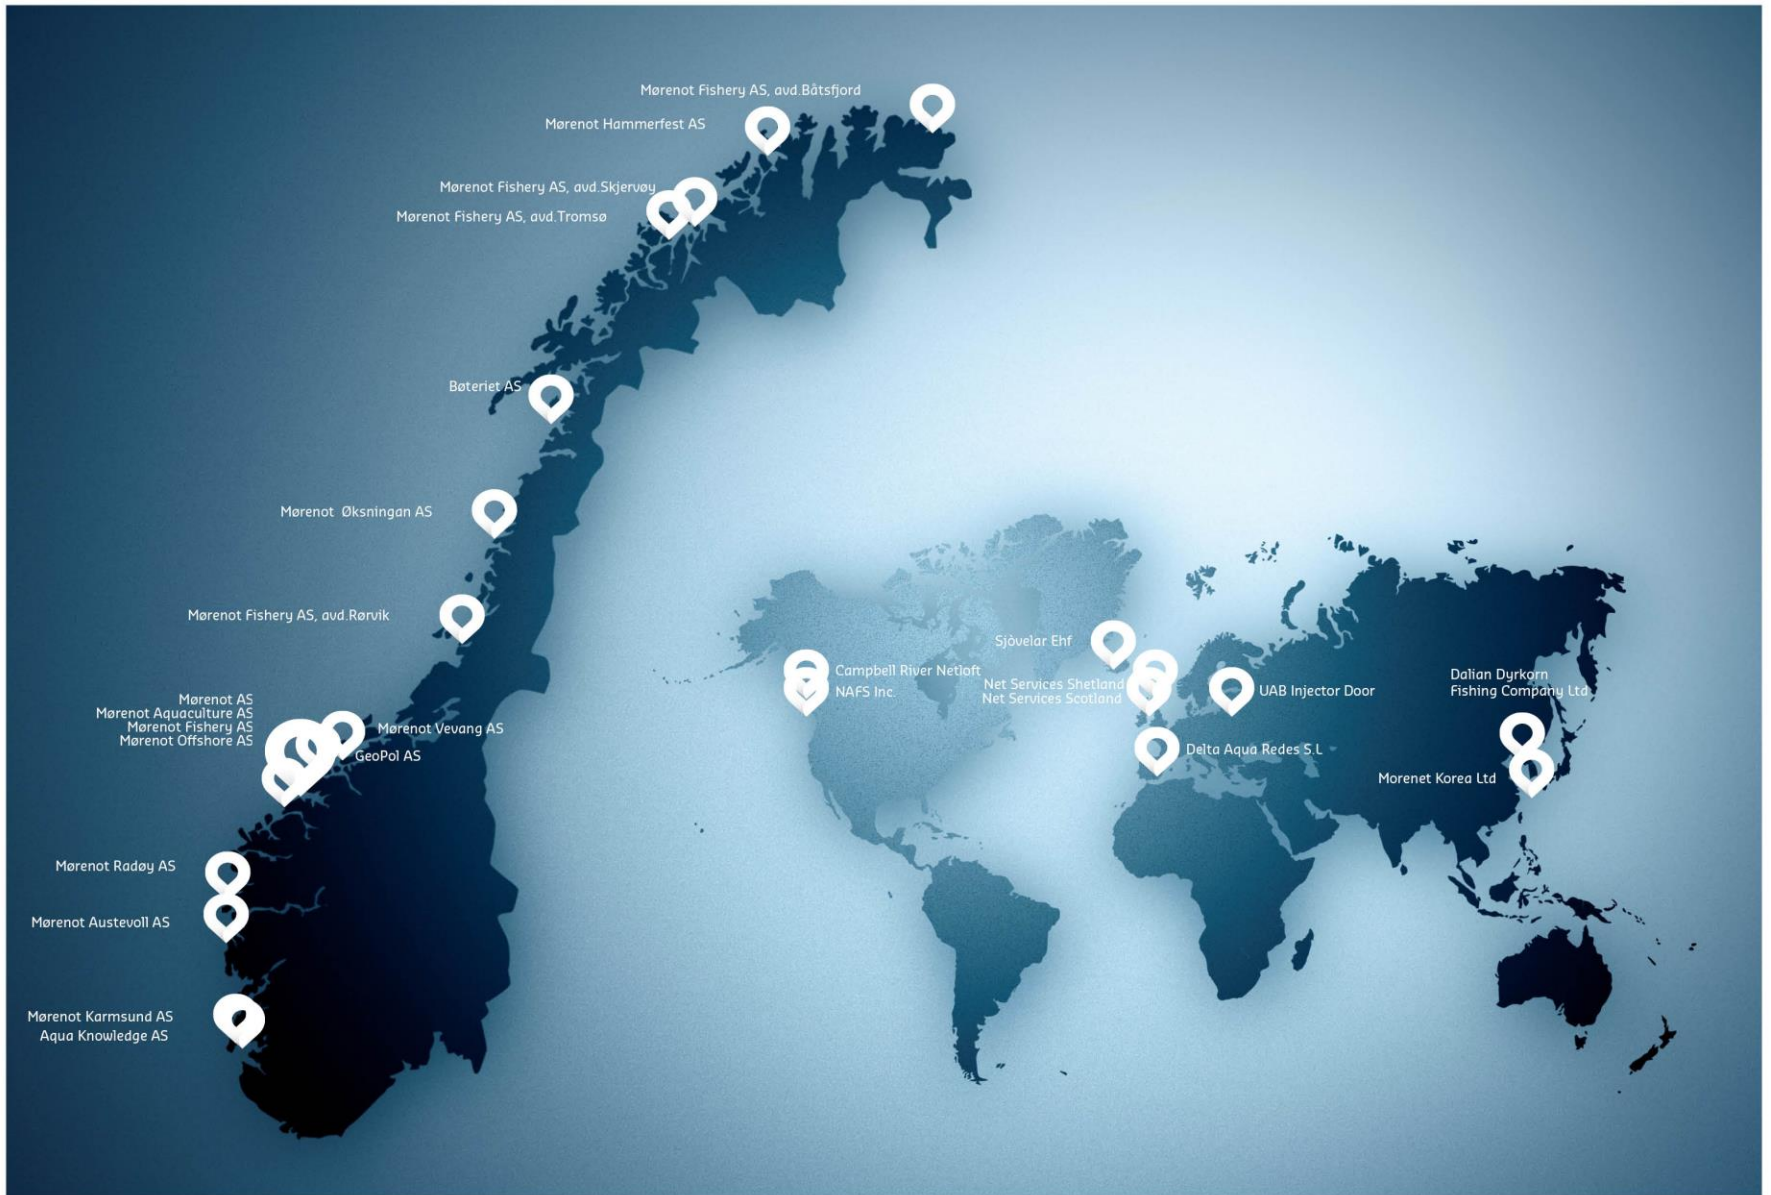 Mørenot Fishery AS, avd.Båtsfjord
Mørenot Hammerfest AS
Mørenot Fishery AS, avd.Skjervøy
Mørenot Fishery AS, avd.Tromsø
Bøteriet AS
Mørenot Øksningan AS
Mørenot Fishery AS, avd.Rørvik
Mørenot AS
Mørenot Aquaculture AS
Mørenot Fishery AS
Mørenot Offshore AS
Mørenot Vevang AS
GeoPol AS
Mørenot Radøy AS
Mørenot Austevoll AS
Mørenot Karmsund AS
Aqua Knowledge AS
Campbell River Netloft
NAFS Inc.
Sjòvelar Ehf
Net Services Shetland
Net Services Scotland
UAB Injector Door
Delta Aqua Redes S.L
Dalian Dyrkorn
Fishing Company Ltd
Morenet Korea Ltd